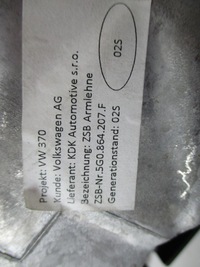 Projekt: VW 370
Kunde: Volkswagen AG
Lieferant: KDK Automotive s.r.o.
Bezeichnung: ZSB Armlehne
ZSB-Nr.5G0.864.207.F
Generationstand: 02S
02S